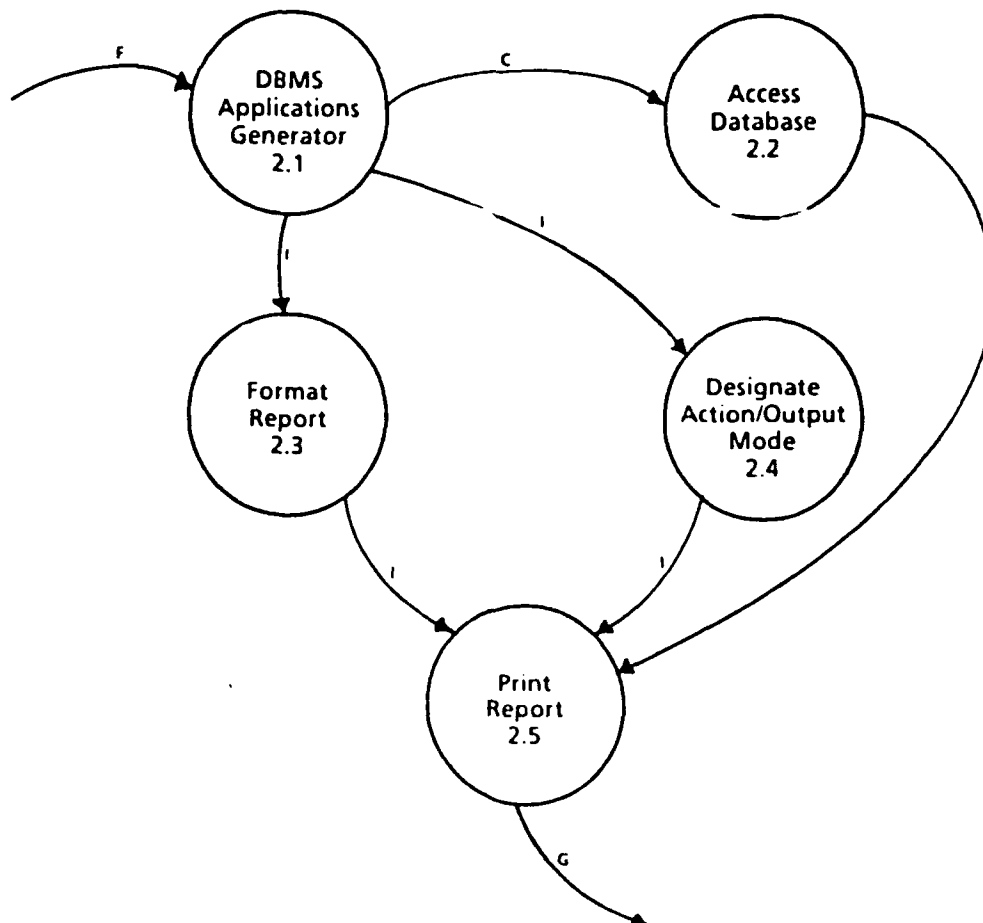 F
C
DBMS
Applications
Generator
2.1
Access
Database
2.2
I
I
Format
Report
2.3
Designate
Action/Output
Mode
2.4
I
I
Print
Report
2.5
G